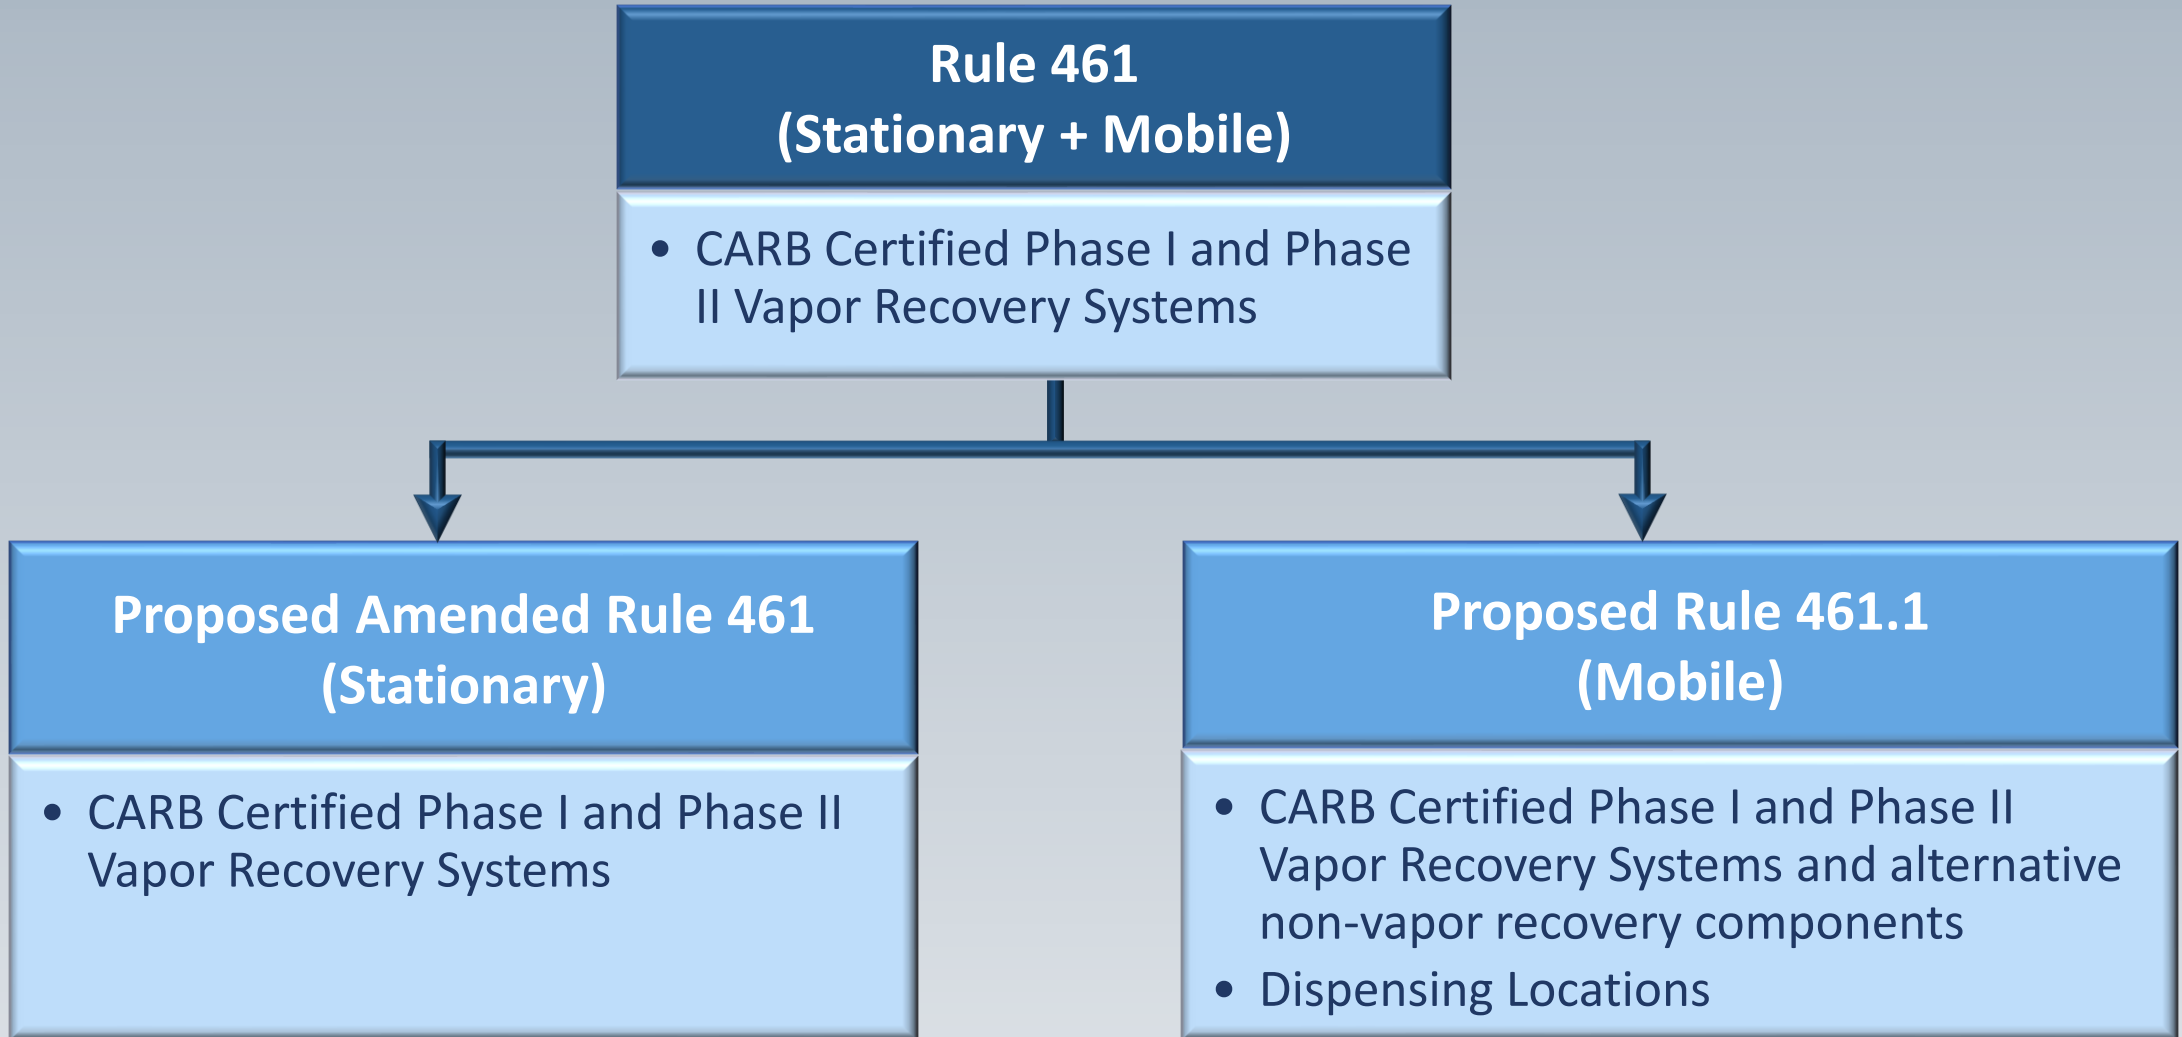 Rule 461
(Stationary + Mobile)
• CARB Certified Phase I and Phase
II Vapor Recovery Systems
Proposed Amended Rule 461
(Stationary)
• CARB Certified Phase I and Phase II
Vapor Recovery Systems
Proposed Rule 461.1
(Mobile)
• CARB Certified Phase I and Phase II
Vapor Recovery Systems and alternative
non-vapor recovery components
• Dispensing Locations